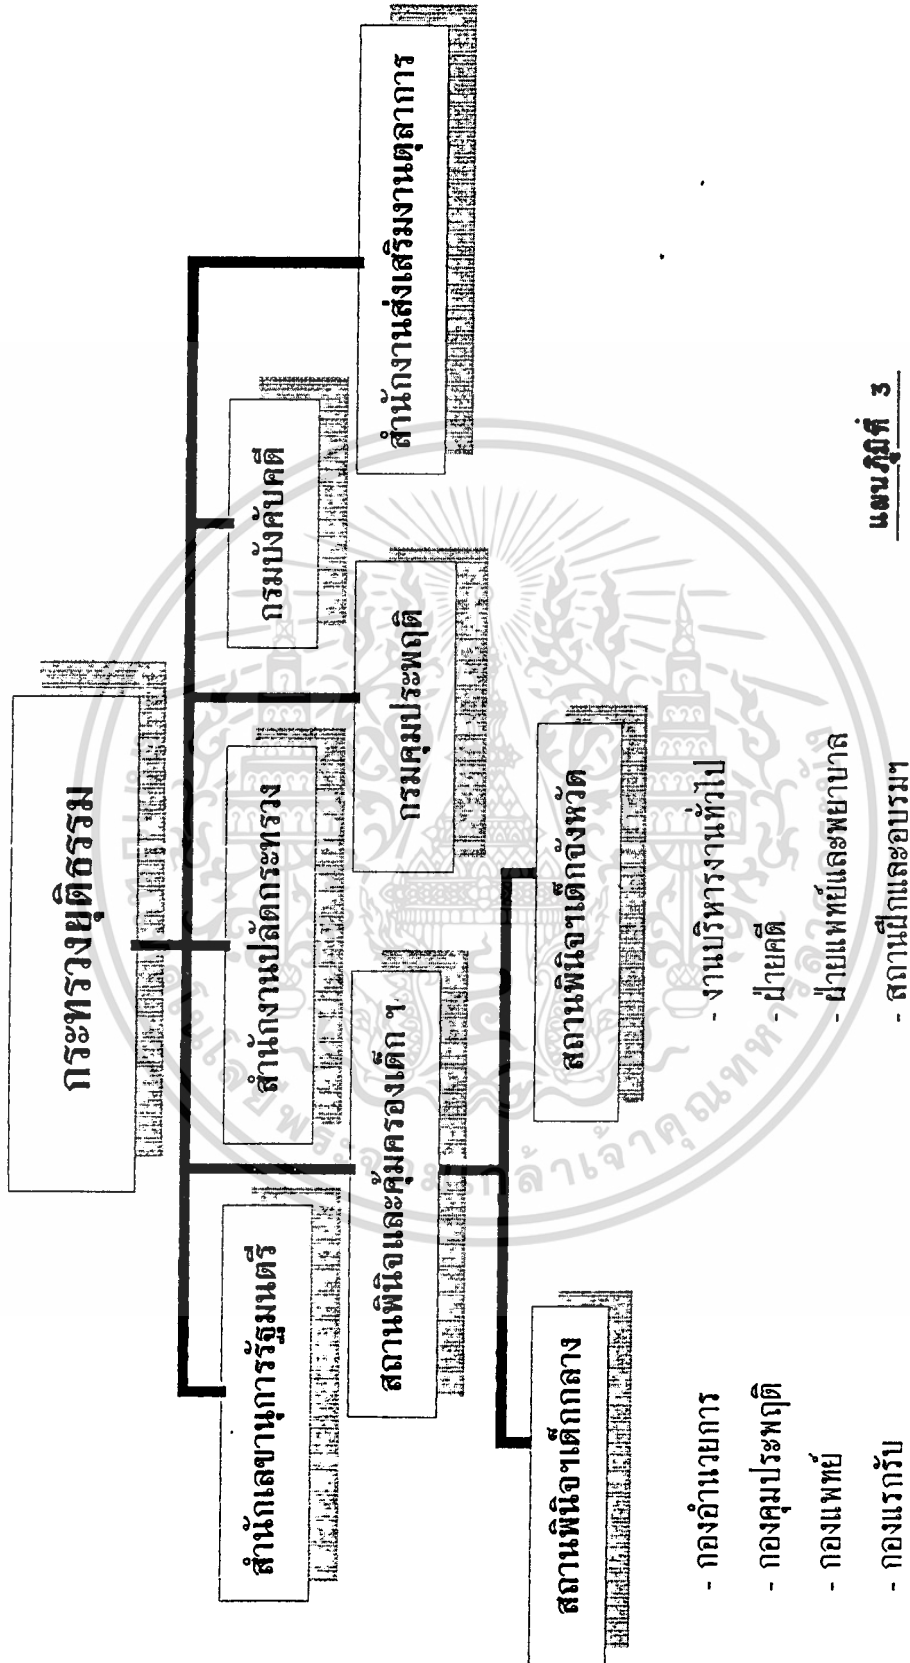 กระทรวงยุติธรรม
สำนักเลขานุการรัฐมนตรี
สำนักงานปลัดกระทรวง
กรมบังคับคดี
สถานพินิจและคุ้มครองเด็ก ฯ
กรมคุมประพฤติ
สำนักงานส่งเสริมงานตุลาการ
สถานพินิจฯเด็กกลาง
สถานพินิจฯเด็กจังหวัด
- กองอำนวยการ
- กองคุมประพฤติ
- กองแพทย์
- กองแรกรับ
- งานบริหารงานทั่วไป
- ฝ่ายคดี
- ฝ่ายแพทย์และพยาบาล
- สถานฝึกและอบรมฯ
แผนภูมิที่ 3